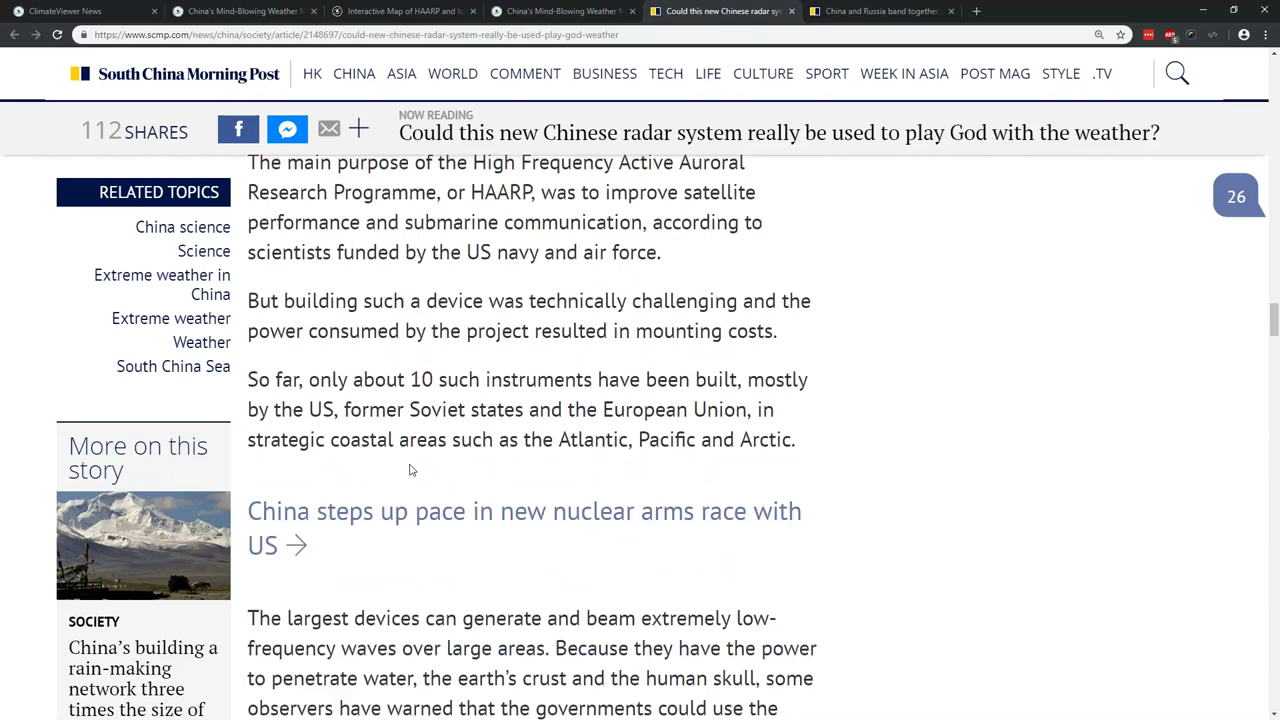 ClimateViewer News
China's Mind-Blowing Weather
Interactive Map of HAARP and
China's Mind-Blowing Weather
Could this new Chinese radar sys
China and Russia band together
https://www.scmp.com/news/china/society/article/2148697/could-new-chinese-radar-system-really-be-used-play-god-weather
South China Morning Post
HK CHINA ASIA WORLD COMMENT BUSINESS TECH LIFE CULTURE SPORT WEEK IN ASIA POST MAG STYLE .TV
112 SHARES
NOW READING
Could this new Chinese radar system really be used to play God with the weather?
26
RELATED TOPICS
China science
Science
Extreme weather in
China
Extreme weather
Weather
South China Sea
More on this
story
SOCIETY
China's building a
rain-making
network three
times the size of
The main purpose of the High Frequency Active Auroral
Research Programme, or HAARP, was to improve satellite
performance and submarine communication, according to
scientists funded by the US navy and air force.
But building such a device was technically challenging and the
power consumed by the project resulted in mounting costs.
So far, only about 10 such instruments have been built, mostly
by the US, former Soviet states and the European Union, in
strategic coastal areas such as the Atlantic, Pacific and Arctic.
China steps up pace in new nuclear arms race with
US →
The largest devices can generate and beam extremely low-
frequency waves over large areas. Because they have the power
to penetrate water, the earth's crust and the human skull, some
observers have warned that the governments could use the